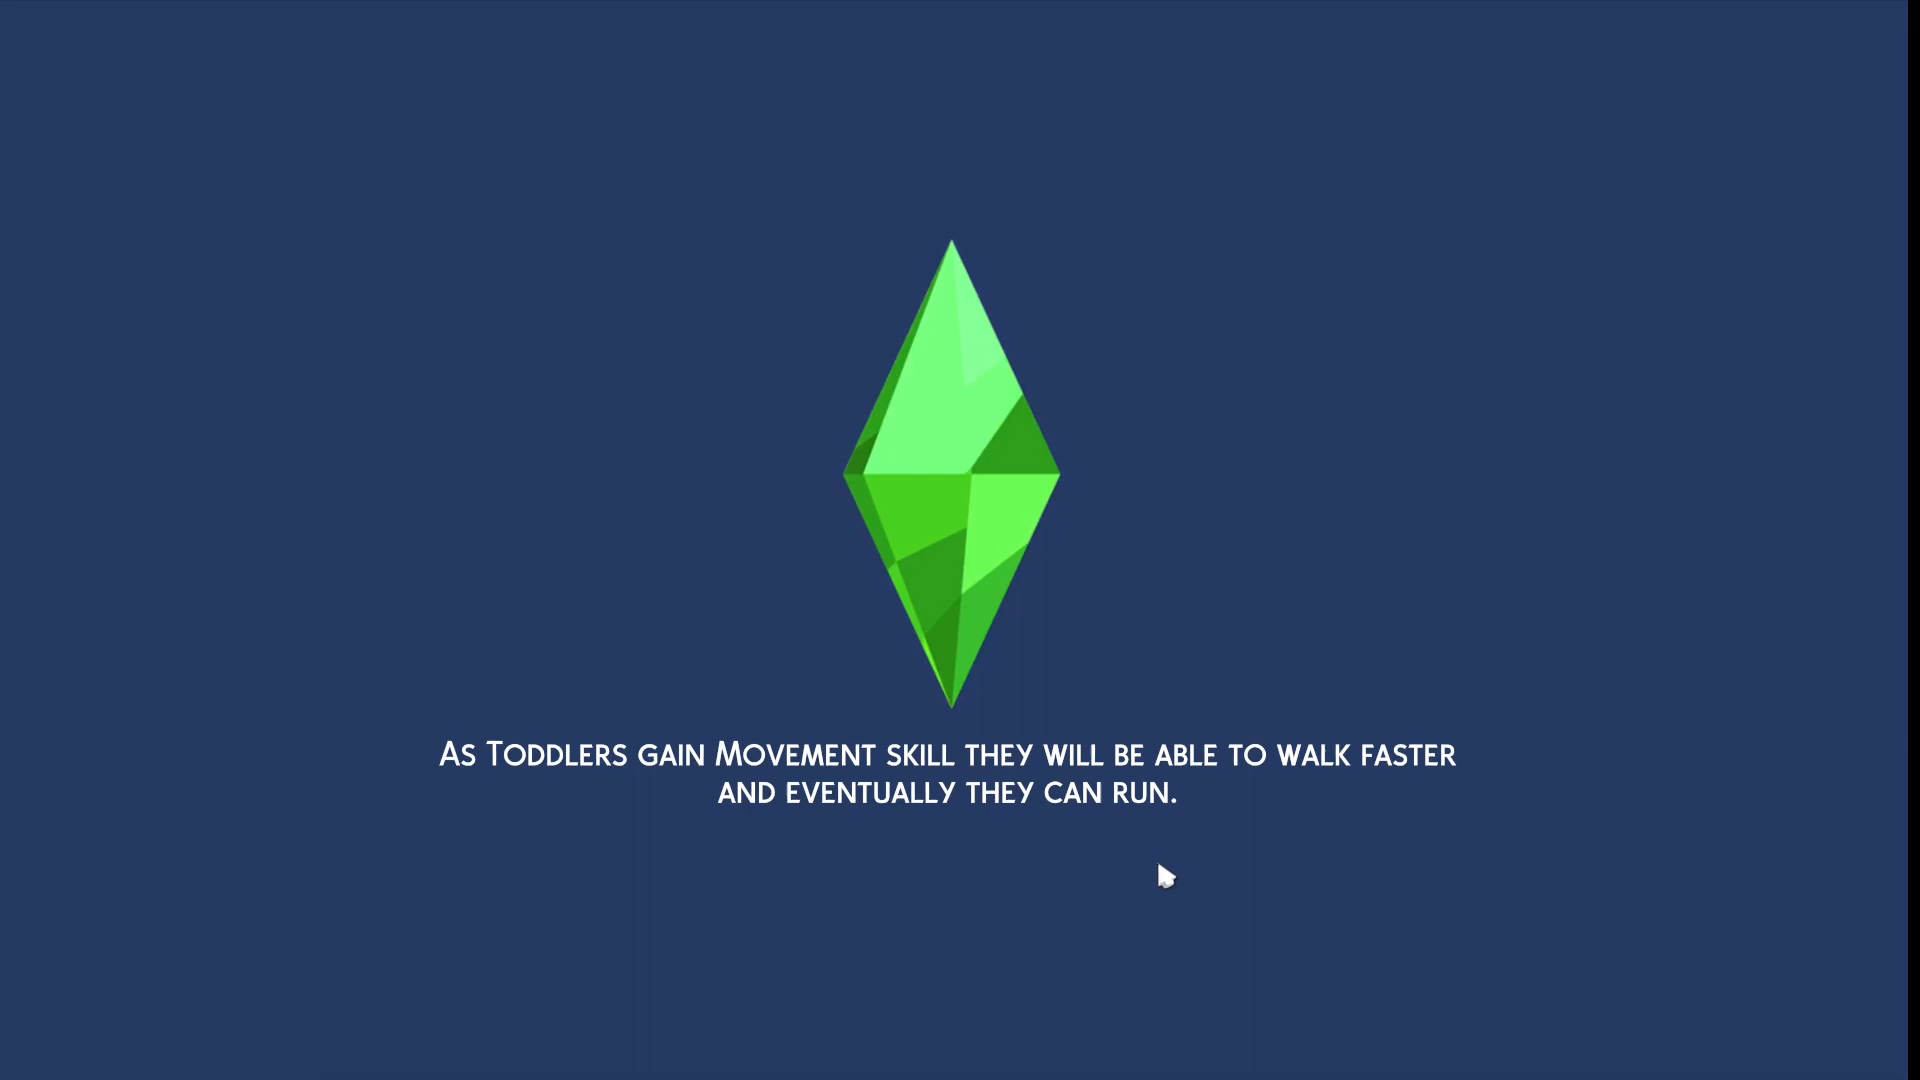 As Toddlers gain Movement skill they will be able to walk faster
and eventually they can run.